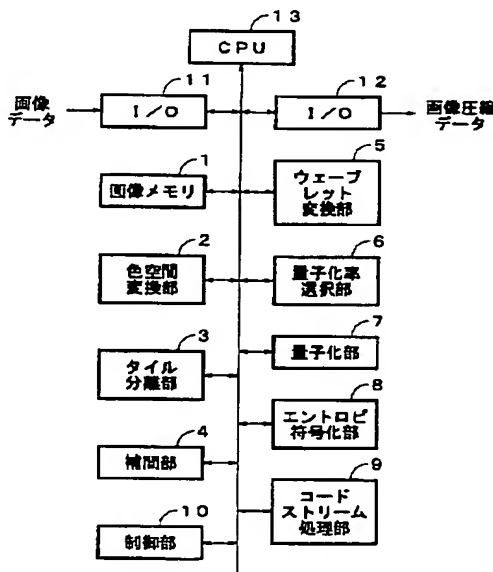 13
CPU
11
12
画像
データ
I/O
I/O
画像圧縮
データ
1
画像メモリ
5
ウェーブ
レット
変換部
2
色空間
変換部
6
量子化率
選択部
3
タイル
分離部
7
量子化部
4
補間部
8
エントロピ
符号化部
10
制御部
9
コード
ストリーム
処理部